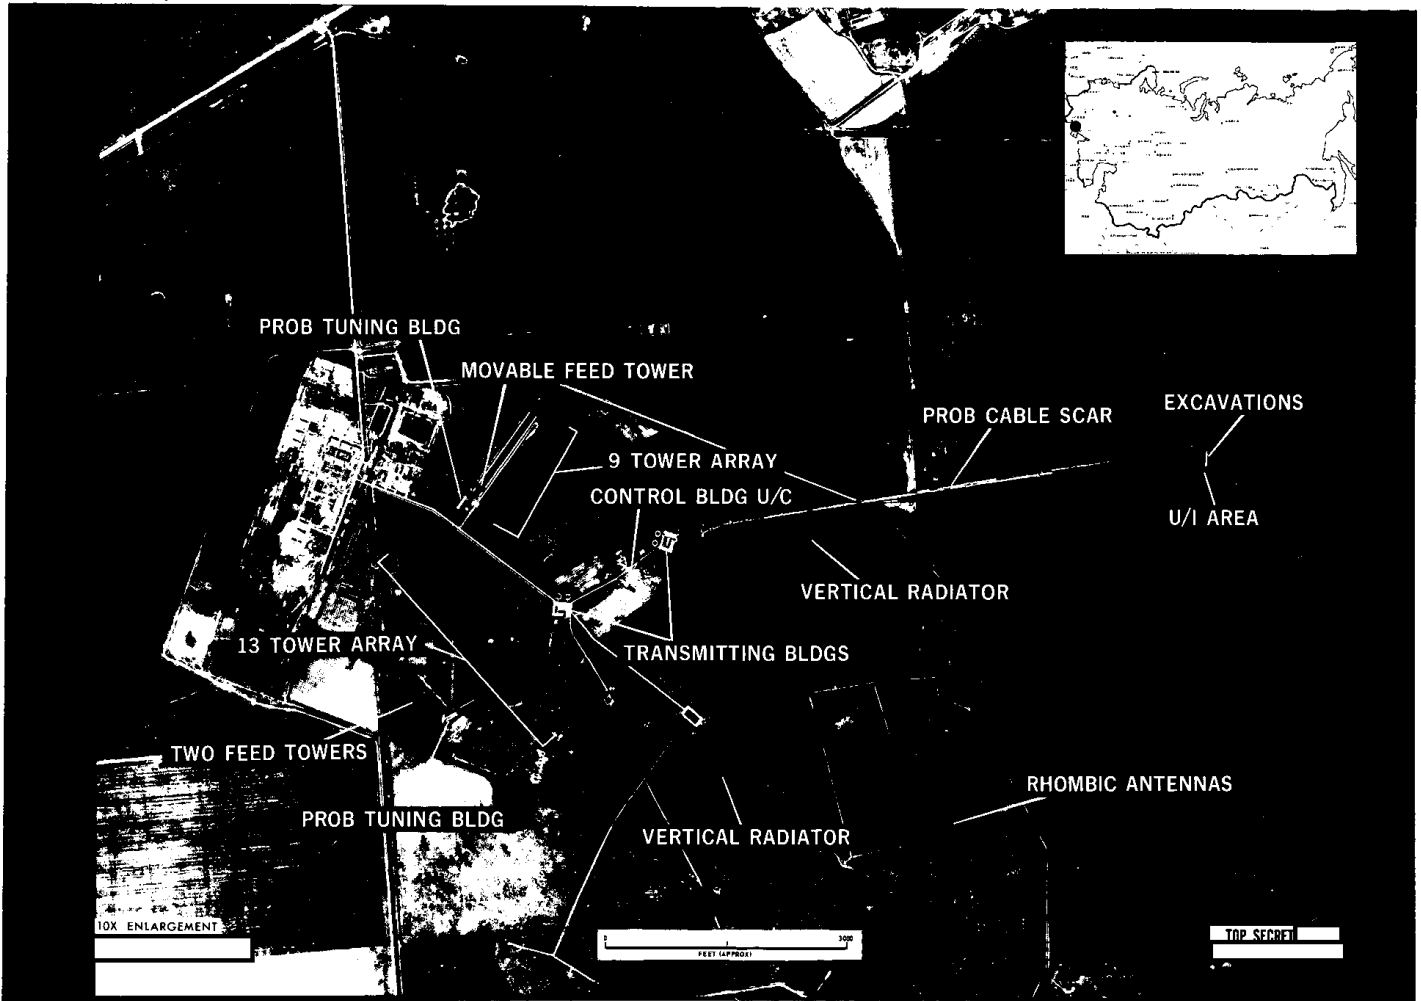 PROB TUNING BLDG
MOVABLE FEED TOWER
EXCAVATIONS
PROB CABLE SCAR
9 TOWER ARRAY
CONTROL BLDG U/C
U/I AREA
VERTICAL RADIATOR
13 TOWER ARRAY
TRANSMITTING BLDGS
TWO FEED TOWERS
RHOMBIC ANTENNAS
PROB TUNING BLDG
VERTICAL RADIATOR
10X ENLARGEMENT
0 3000
FEET (APPROX)
TOP SECRET